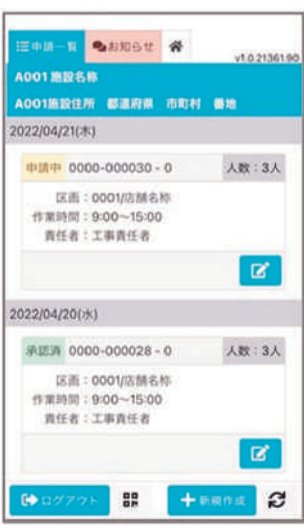 申請一覧 お知らせ
v1.0.21361.90
A001施設名称
A001施設住所 都道府県 市町村 番地
2022/04/21(木)
申請中 0000-000030 - 0 人数：3人
区画：0001/店舗名称
作業時間：9:00～15:00
責任者：工事責任者
2022/04/20(水)
承認済 0000-000028 - 0 人数：3人
区画：0001/店舗名称
作業時間：9:00～15:00
責任者：工事責任者
ログアウト 新規作成